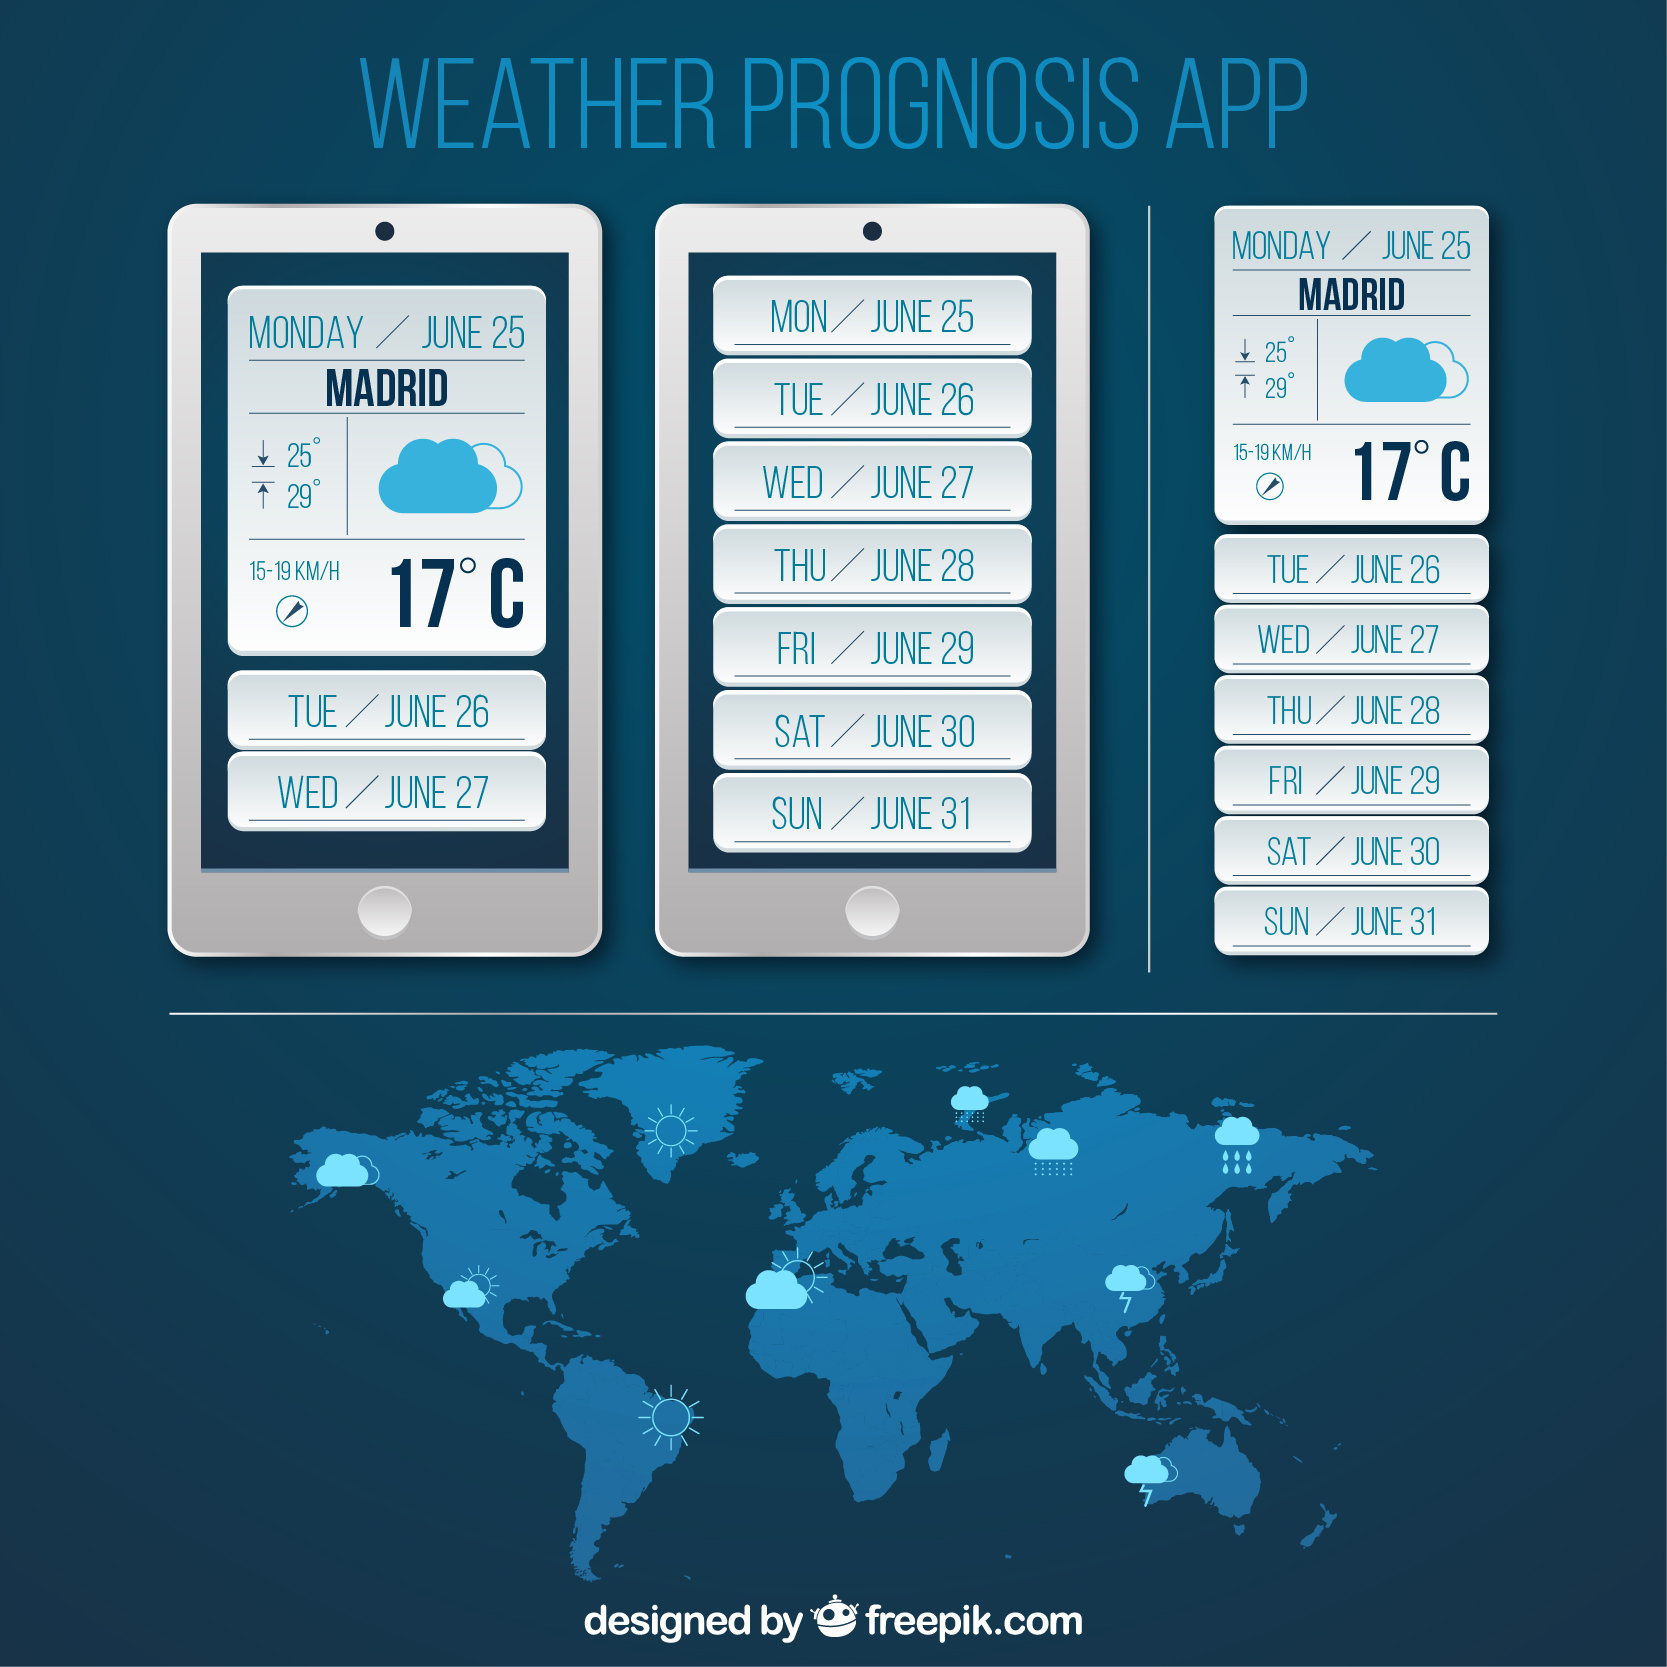 WEATHER PROGNOSIS APP
MONDAY / JUNE 25
MADRID
25°
29°
15-19 KM/H
17° C
TUE / JUNE 26
WED / JUNE 27
MON / JUNE 25
TUE / JUNE 26
WED / JUNE 27
THU / JUNE 28
FRI / JUNE 29
SAT / JUNE 30
SUN / JUNE 31
MONDAY / JUNE 25
MADRID
25°
29°
15-19 KM/H
17° C
TUE / JUNE 26
WED / JUNE 27
THU / JUNE 28
FRI / JUNE 29
SAT / JUNE 30
SUN / JUNE 31
designed by freepik.com